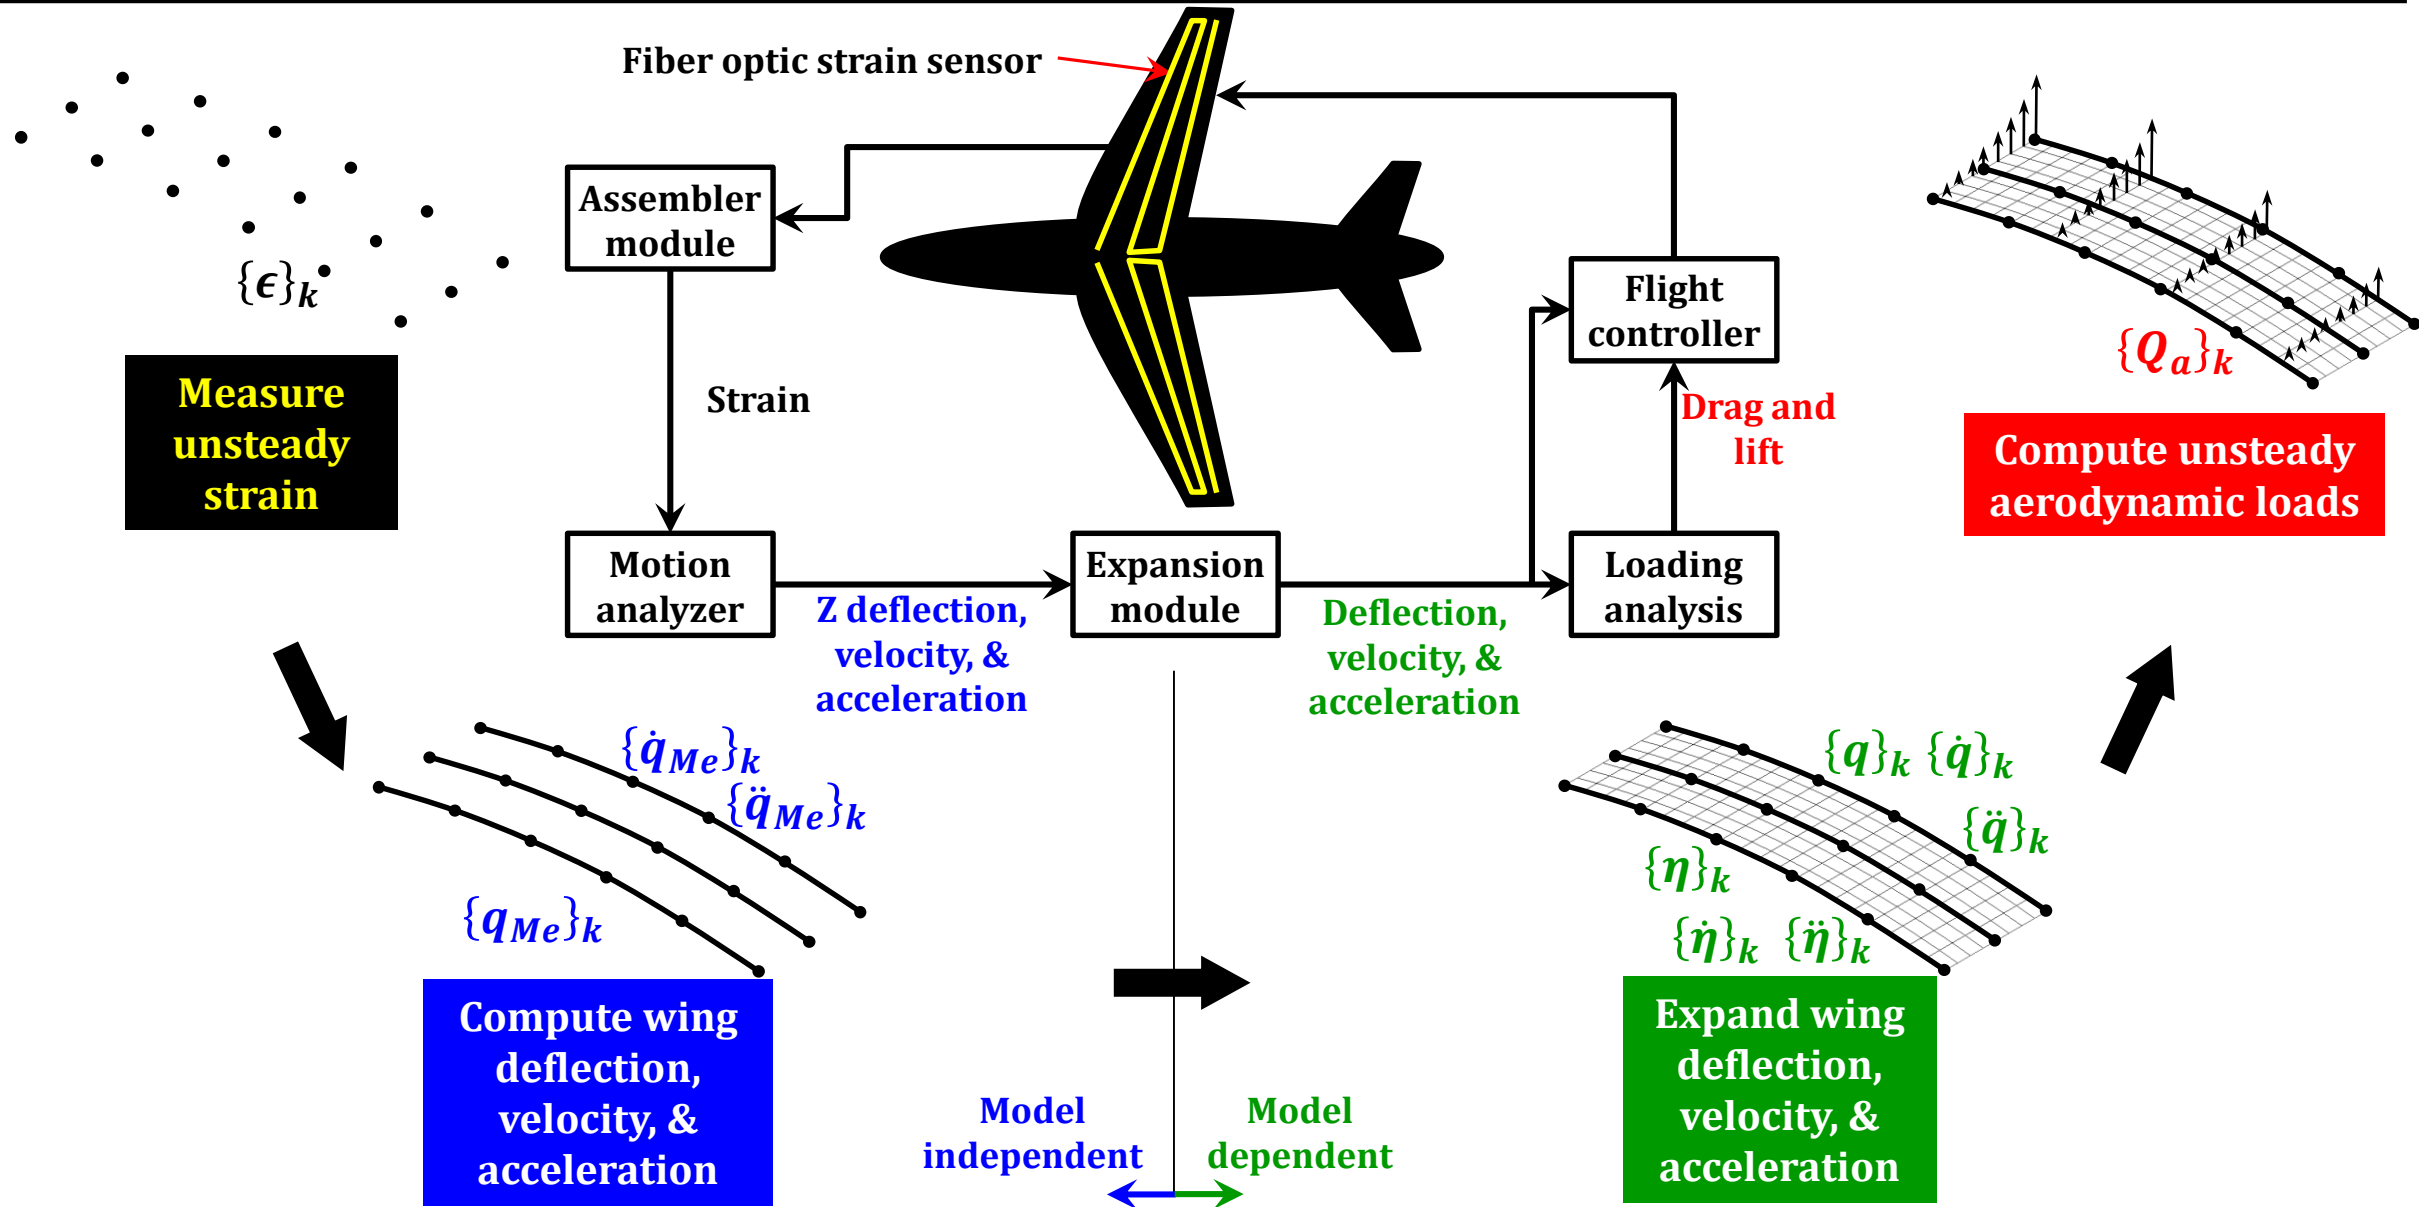 Fiber optic strain sensor
Assembler
module
{ϵ}k
Measure
unsteady
strain
Strain
Flight
controller
Drag and
lift
{Qa}k
Compute unsteady
aerodynamic loads
Motion
analyzer
Z deflection,
velocity, &
acceleration
Expansion
module
Deflection,
velocity, &
acceleration
Loading
analysis
{q̇Me}k
{q̈Me}k
{qMe}k
Compute wing
deflection,
velocity, &
acceleration
Model
independent
Model
dependent
{q}k {q̇}k
{q̈}k
{η}k
{η̇}k {η̈}k
Expand wing
deflection,
velocity, &
acceleration